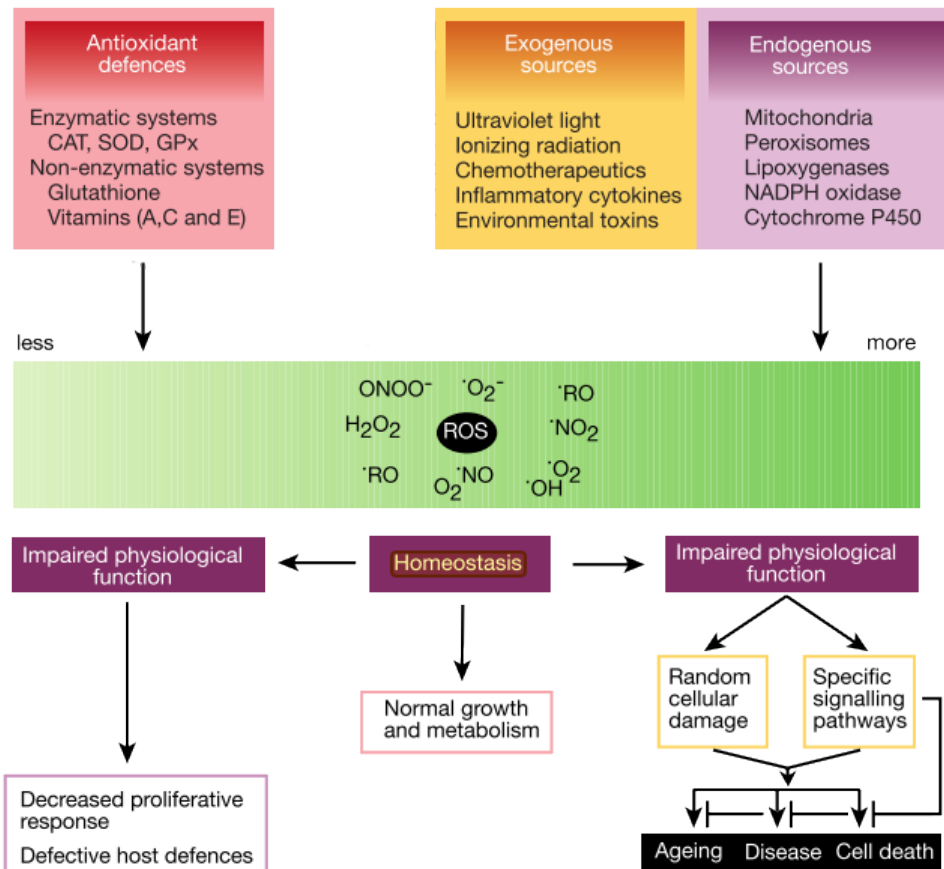 Antioxidant
defences
Enzymatic systems
CAT, SOD, GPx
Non-enzymatic systems
Glutathione
Vitamins (A,C and E)
Exogenous
sources
Ultraviolet light
Ionizing radiation
Chemotherapeutics
Inflammatory cytokines
Environmental toxins
Endogenous
sources
Mitochondria
Peroxisomes
Lipoxygenases
NADPH oxidase
Cytochrome P450
less
more
ONOO⁻
·O₂⁻
·RO
H₂O₂
ROS
·NO₂
·RO
O₂
·NO
·OH
·O₂
Impaired physiological
function
Homeostasis
Impaired physiological
function
Random
cellular
damage
Specific
signalling
pathways
Normal growth
and metabolism
Decreased proliferative
response
Defective host defences
Ageing
Disease
Cell death